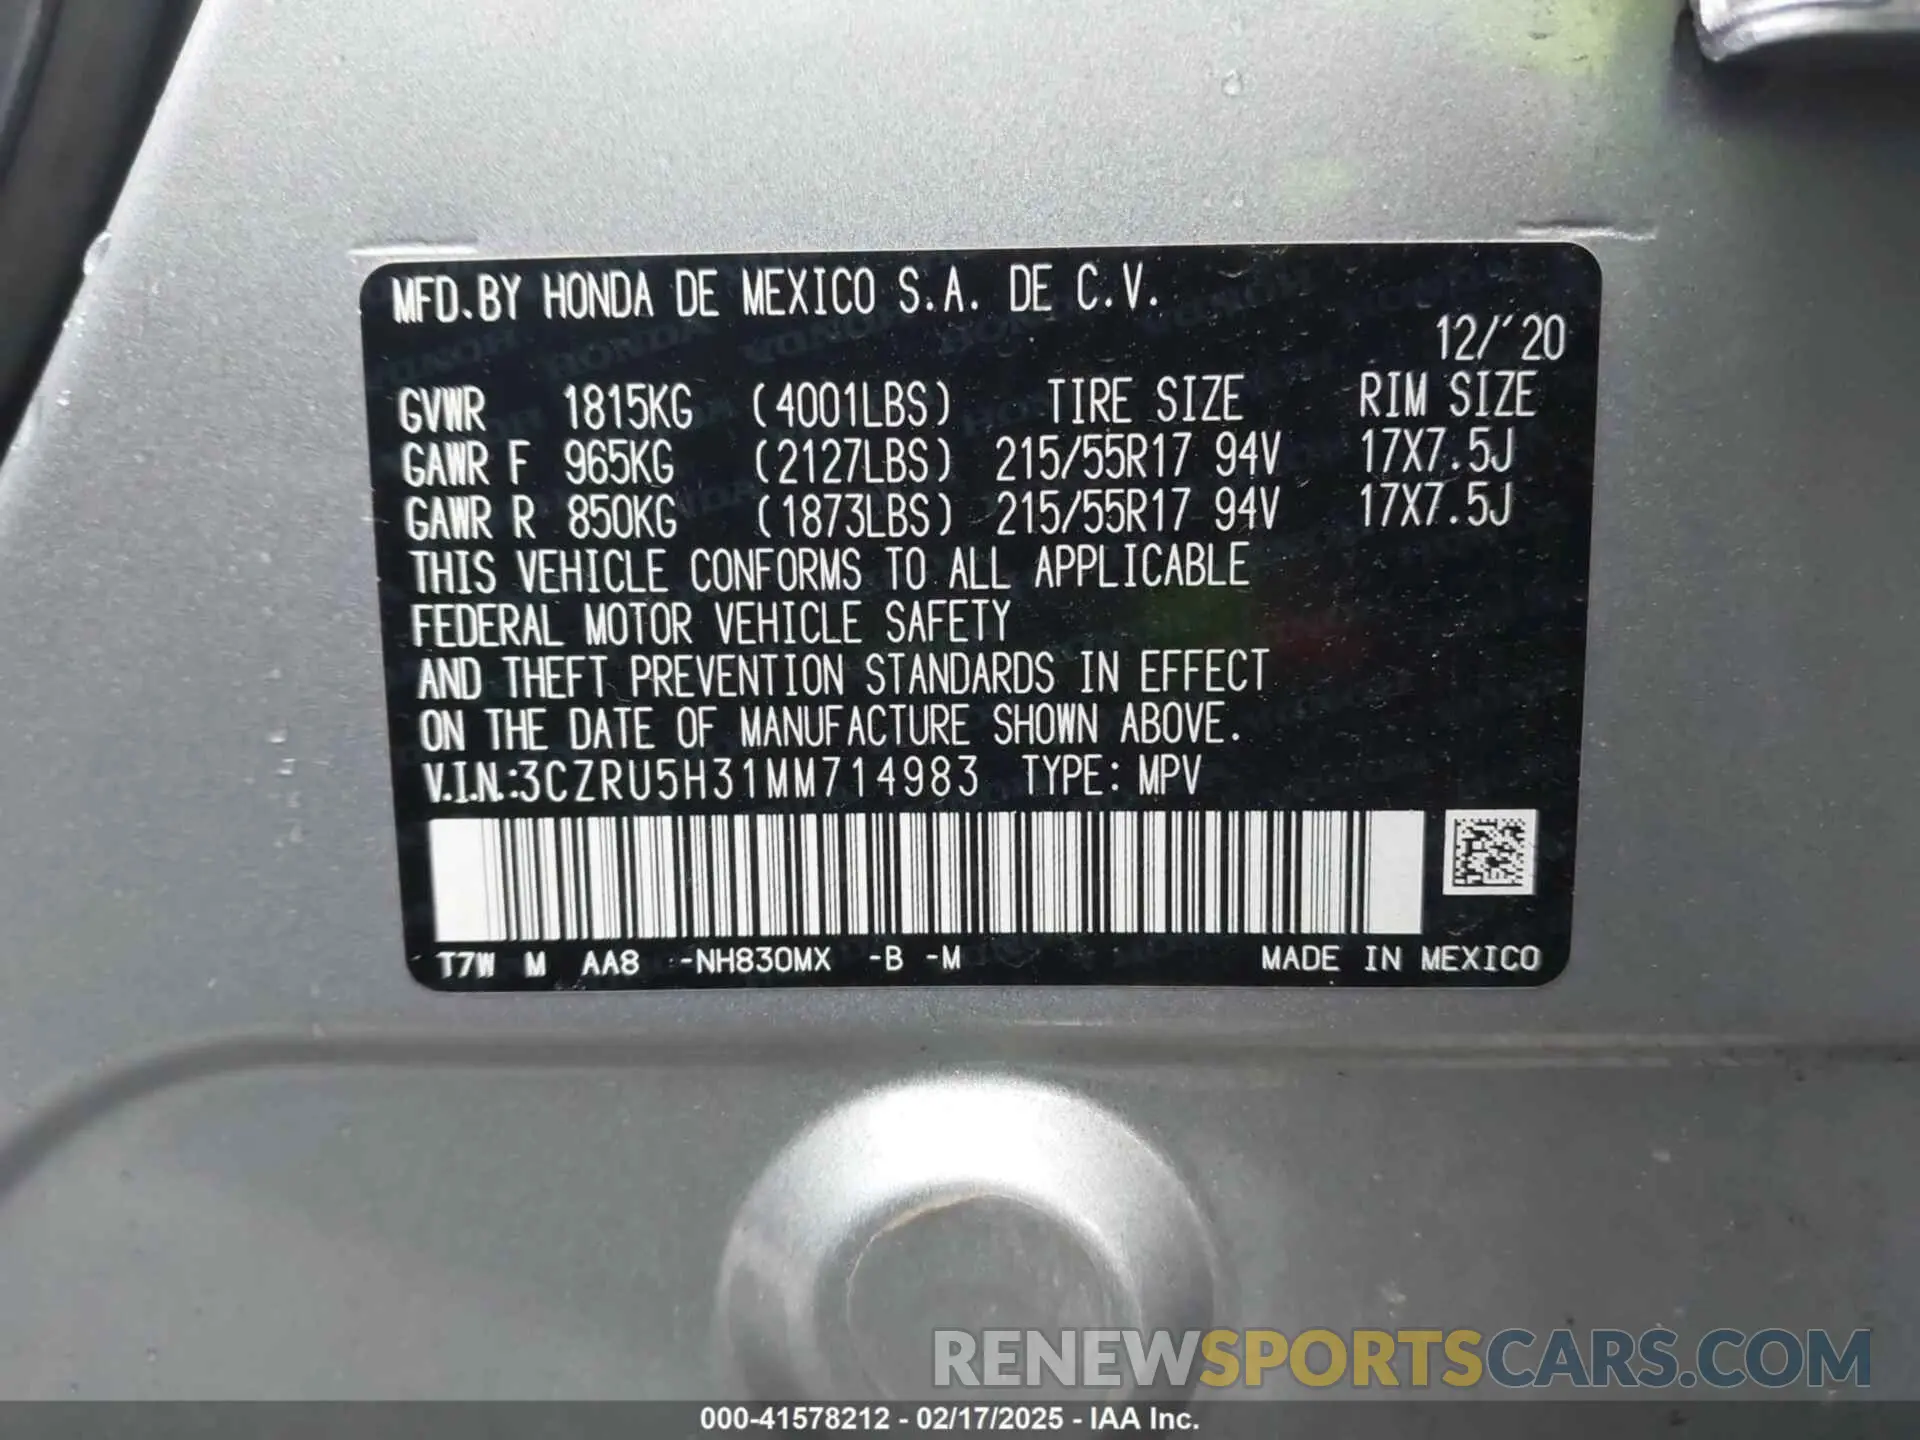 MFD.BY HONDA DE MEXICO S.A. DE C.V.
12/'20
GVWR 1815KG (4001LBS) TIRE SIZE RIM SIZE
GAWR F 965KG (2127LBS) 215/55R17 94V 17X7.5J
GAWR R 850KG (1873LBS) 215/55R17 94V 17X7.5J
THIS VEHICLE CONFORMS TO ALL APPLICABLE
FEDERAL MOTOR VEHICLE SAFETY
AND THEFT PREVENTION STANDARDS IN EFFECT
ON THE DATE OF MANUFACTURE SHOWN ABOVE.
V.I.N.:3CZRU5H31MM714983 TYPE: MPV
T7W M AA8 -NH830MX -B -M MADE IN MEXICO
RENEWSPORTSCARS.COM
000-41578212 - 02/17/2025 - IAA Inc.